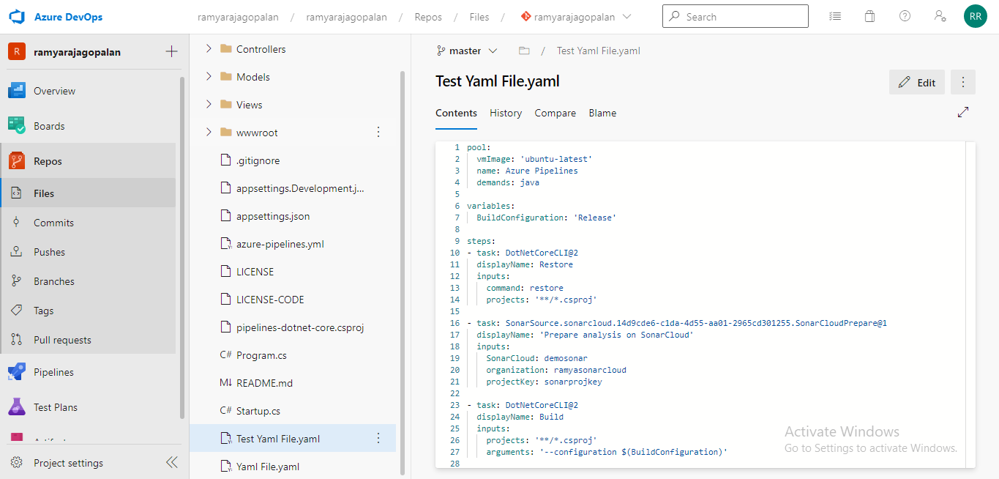 Azure DevOps
ramyarajagopalan / ramyarajagopalan / Repos / Files / ramyarajagopalan
Search
RR
R ramyarajagopalan
Overview
Boards
Repos
Files
Commits
Pushes
Branches
Tags
Pull requests
Pipelines
Test Plans
Project settings
Controllers
Models
Views
wwwroot
.gitignore
appsettings.Development.j...
appsettings.json
azure-pipelines.yml
LICENSE
LICENSE-CODE
pipelines-dotnet-core.csproj
C# Program.cs
M↓ README.md
C# Startup.cs
Test Yaml File.yaml
Yaml File.yaml
master / Test Yaml File.yaml
Test Yaml File.yaml
Edit
Contents History Compare Blame
1 pool:
2 vmImage: 'ubuntu-latest'
3 name: Azure Pipelines
4 demands: java
5
6 variables:
7 BuildConfiguration: 'Release'
8
9 steps:
10 - task: DotNetCoreCLI@2
11 displayName: Restore
12 inputs:
13 command: restore
14 projects: '**/*.csproj'
15
16 - task: SonarSource.sonarcloud.14d9cde6-c1da-4d55-aa01-2965cd301255.SonarCloudPrepare@1
17 displayName: 'Prepare analysis on SonarCloud'
18 inputs:
19 SonarCloud: demosonar
20 organization: ramyasonarcloud
21 projectKey: sonarprojkey
22
23 - task: DotNetCoreCLI@2
24 displayName: Build
25 inputs:
26 projects: '**/*.csproj'
27 arguments: '--configuration $(BuildConfiguration)'
28
Activate Windows
Go to Settings to activate Windows.